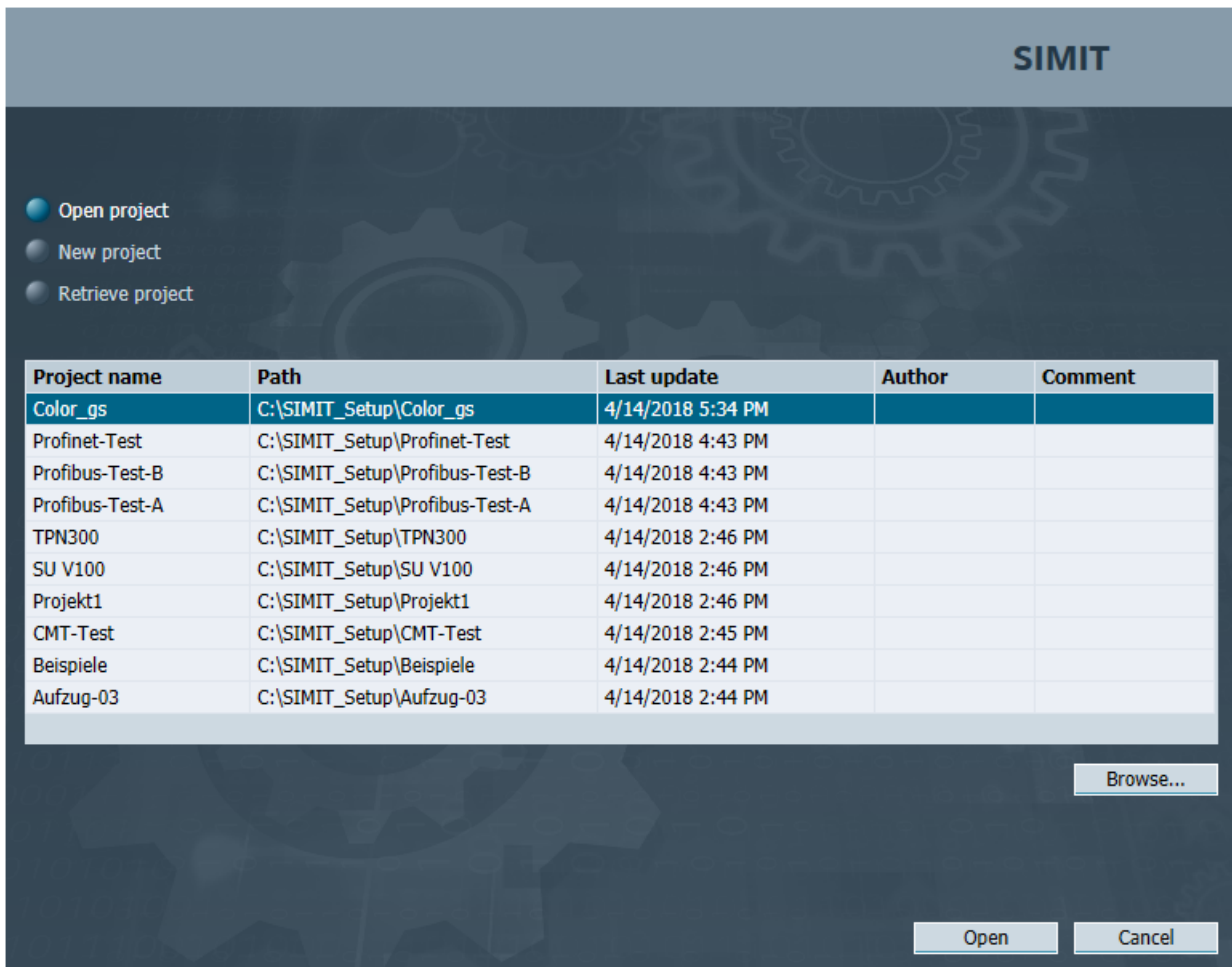 SIMIT
Open project
New project
Retrieve project
Project name Path Last update Author Comment
Color_gs C:\SIMIT_Setup\Color_gs 4/14/2018 5:34 PM
Profinet-Test C:\SIMIT_Setup\Profinet-Test 4/14/2018 4:43 PM
Profibus-Test-B C:\SIMIT_Setup\Profibus-Test-B 4/14/2018 4:43 PM
Profibus-Test-A C:\SIMIT_Setup\Profibus-Test-A 4/14/2018 4:43 PM
TPN300 C:\SIMIT_Setup\TPN300 4/14/2018 2:46 PM
SU V100 C:\SIMIT_Setup\SU V100 4/14/2018 2:46 PM
Projekt1 C:\SIMIT_Setup\Projekt1 4/14/2018 2:46 PM
CMT-Test C:\SIMIT_Setup\CMT-Test 4/14/2018 2:45 PM
Beispiele C:\SIMIT_Setup\Beispiele 4/14/2018 2:44 PM
Aufzug-03 C:\SIMIT_Setup\Aufzug-03 4/14/2018 2:44 PM
Browse...
Open Cancel